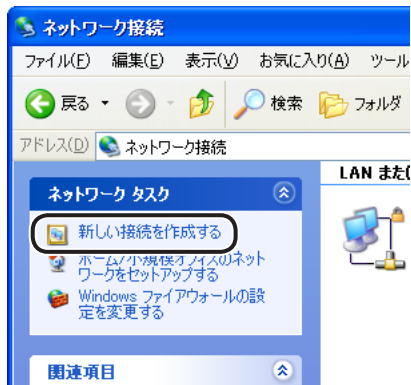 ネットワーク接続
ファイル(F) 編集(E) 表示(V) お気に入り(A) ツール
戻る 検索 フォルダ
アドレス(D) ネットワーク接続
LAN また
ネットワーク タスク
新しい接続を作成する
ホーム/小規模オフィスのネット
ワークをセットアップする
Windows ファイアウォールの設
定を変更する
関連項目